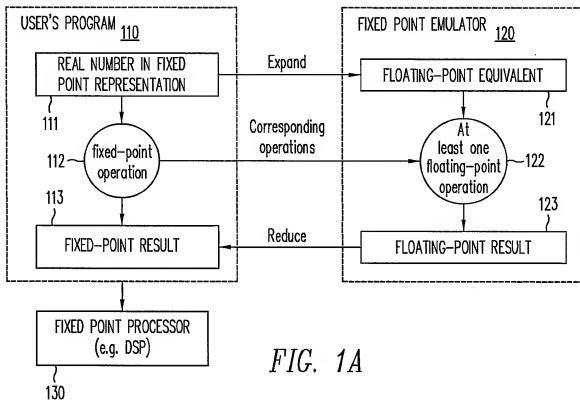 USER'S PROGRAM 110
REAL NUMBER IN FIXED
POINT REPRESENTATION
111
112
fixed-point
operation
113
FIXED-POINT RESULT
Expand
Corresponding
operations
Reduce
FIXED POINT EMULATOR
120
FLOATING-POINT EQUIVALENT
121
At
least one
floating-point
operation
122
123
FLOATING-POINT RESULT
FIXED POINT PROCESSOR
(e.g. DSP)
130
FIG. 1A